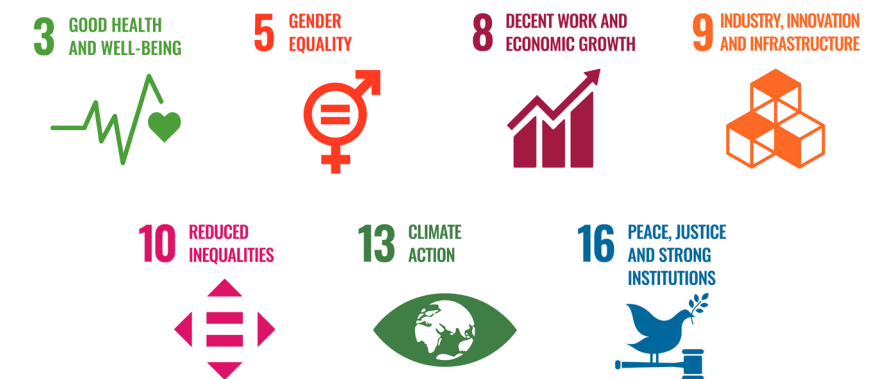 3 GOOD HEALTH
AND WELL-BEING
5 GENDER
EQUALITY
8 DECENT WORK AND
ECONOMIC GROWTH
9 INDUSTRY, INNOVATION
AND INFRASTRUCTURE
10 REDUCED
INEQUALITIES
13 CLIMATE
ACTION
16 PEACE, JUSTICE
AND STRONG
INSTITUTIONS